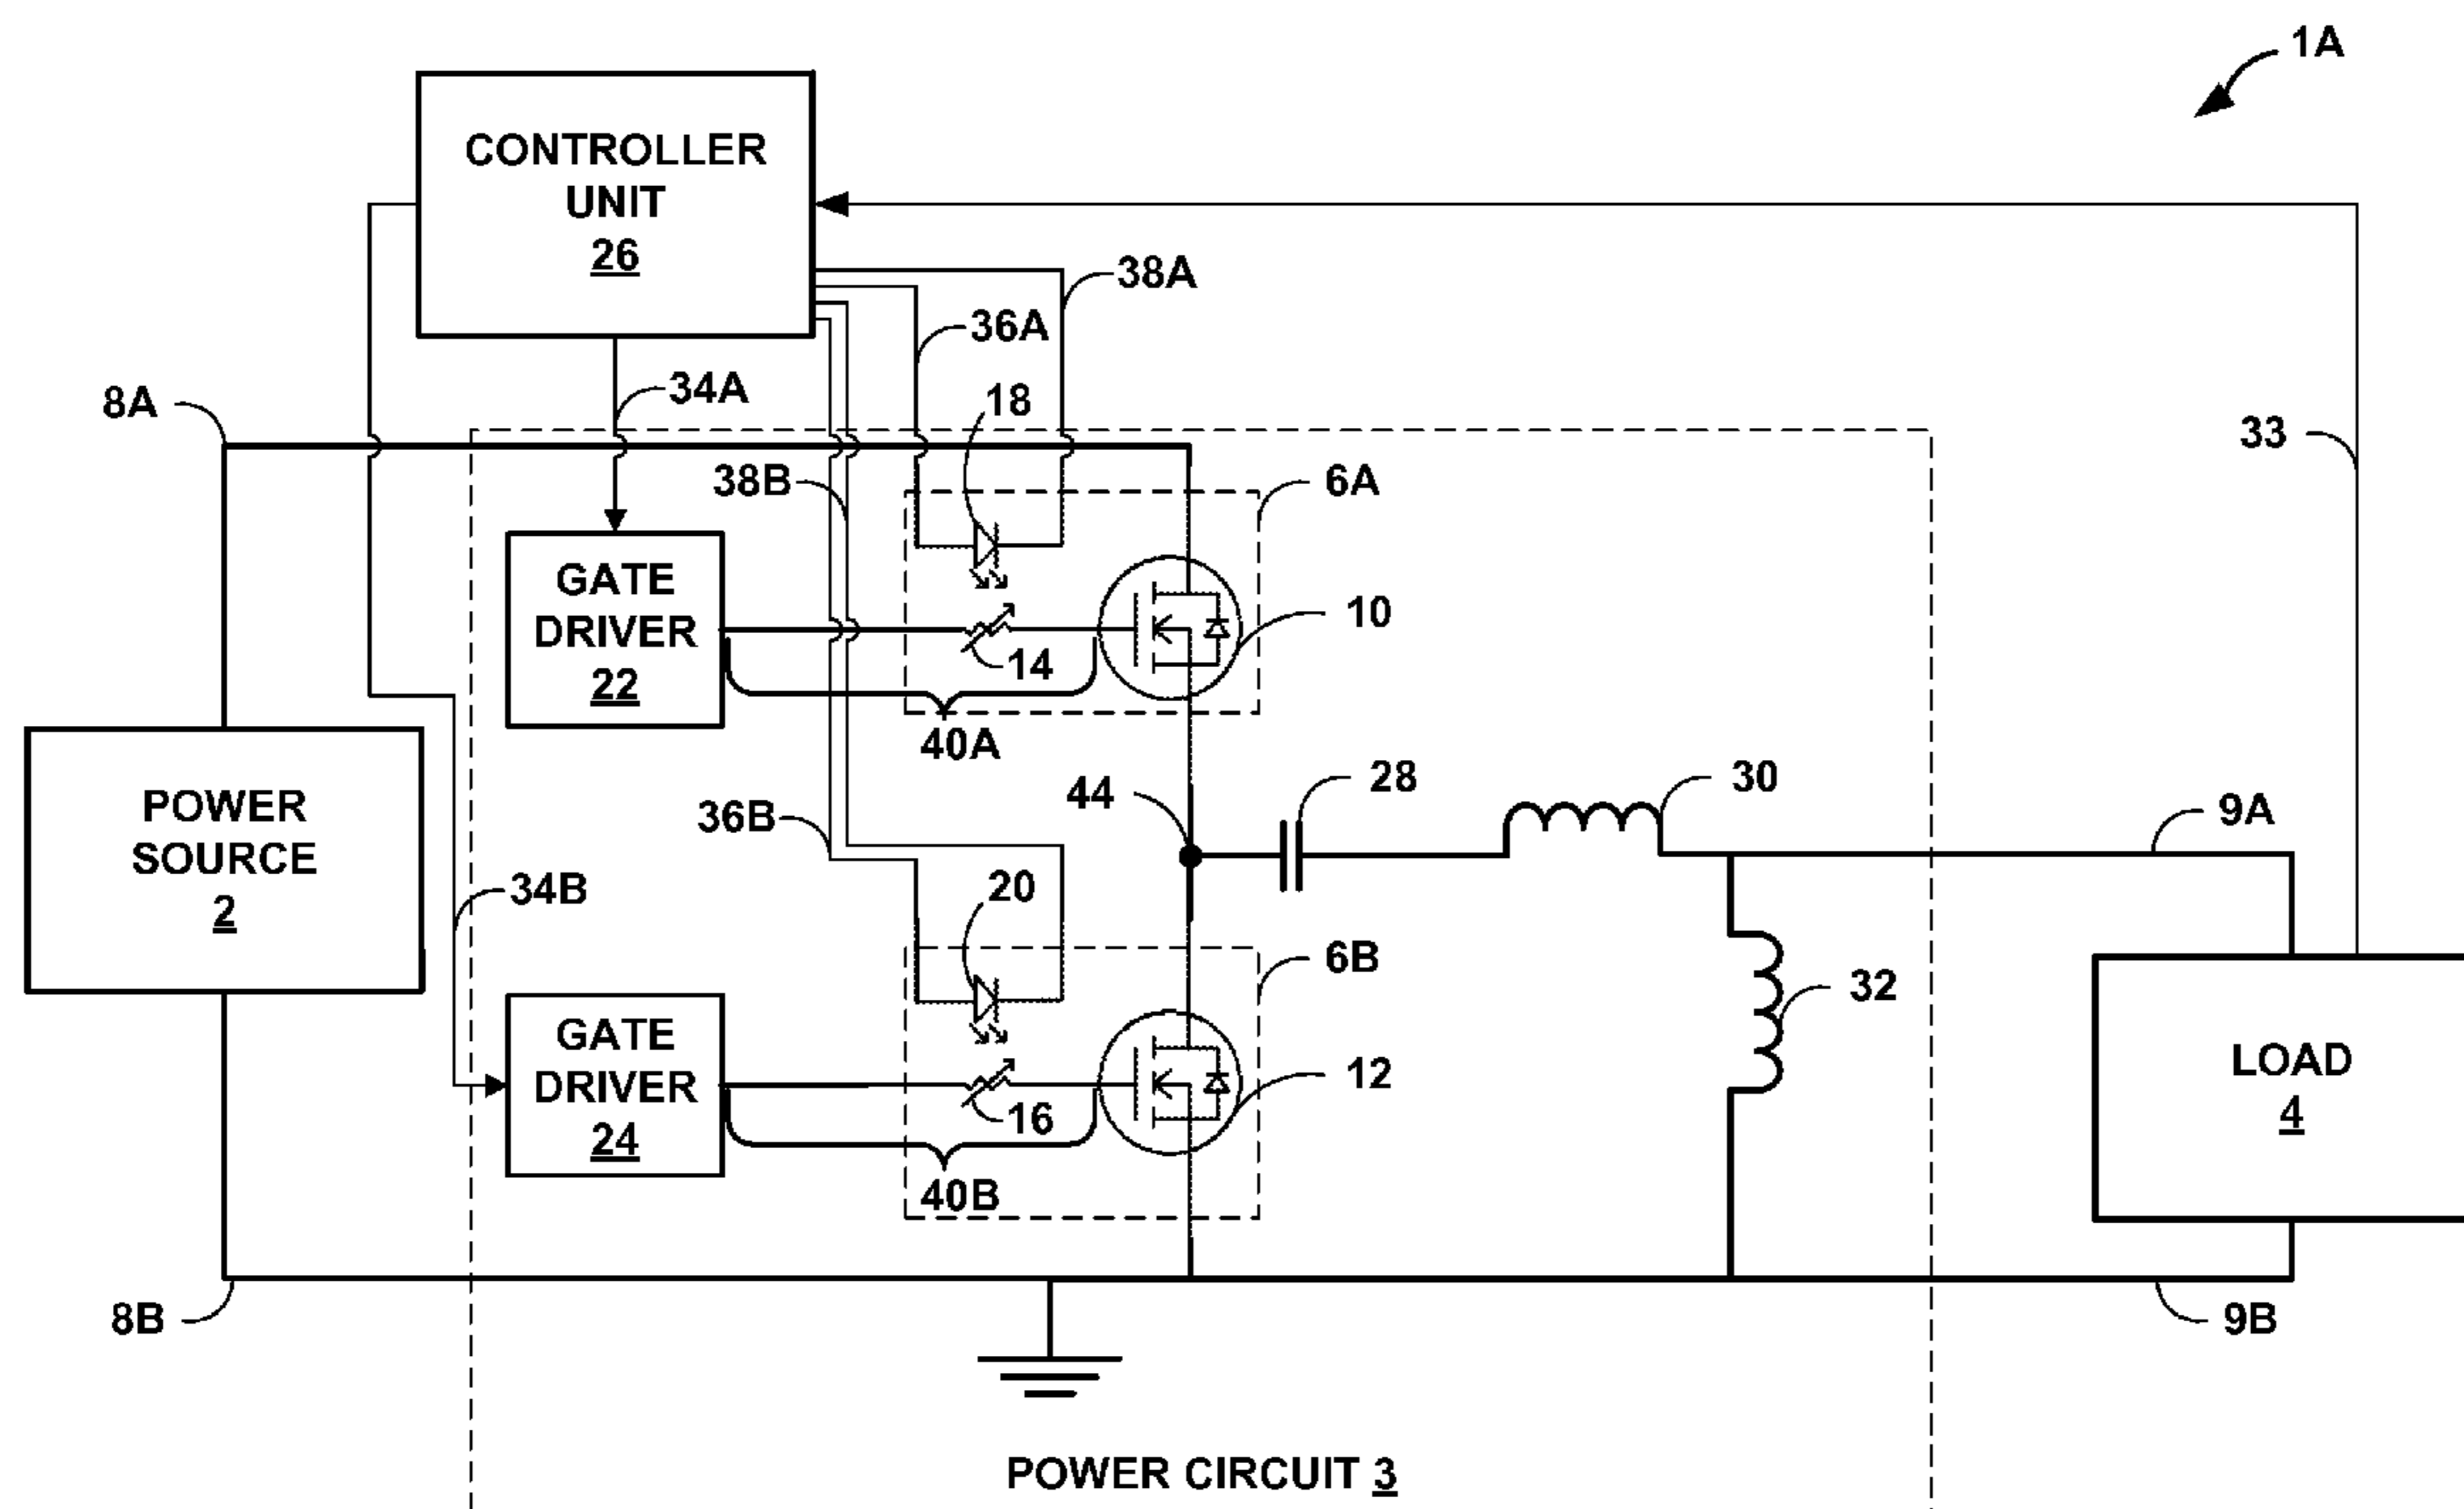 1A
CONTROLLER
UNIT
26
38A
36A
34A
8A
18
33
38B
6A
GATE
DRIVER
22
14
10
40A
POWER
SOURCE
2
44
28
30
9A
36B
34B
20
6B
32
GATE
DRIVER
24
16
12
LOAD
4
40B
8B
9B
POWER CIRCUIT 3